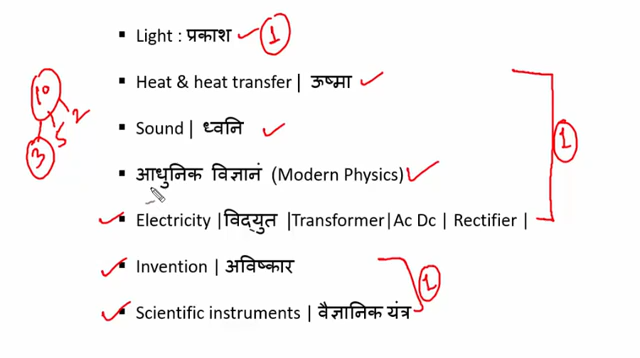 ▪ Light : प्रकाश 1
▪ Heat & heat transfer | ऊष्मा
10
2
5
3
▪ Sound | ध्वनि
1
▪ आधुनिक विज्ञानं (Modern Physics)
▪ Electricity | विद्युत |Transformer|Ac Dc | Rectifier |
▪ Invention | अविष्कार
1
▪ Scientific instruments | वैज्ञानिक यंत्र